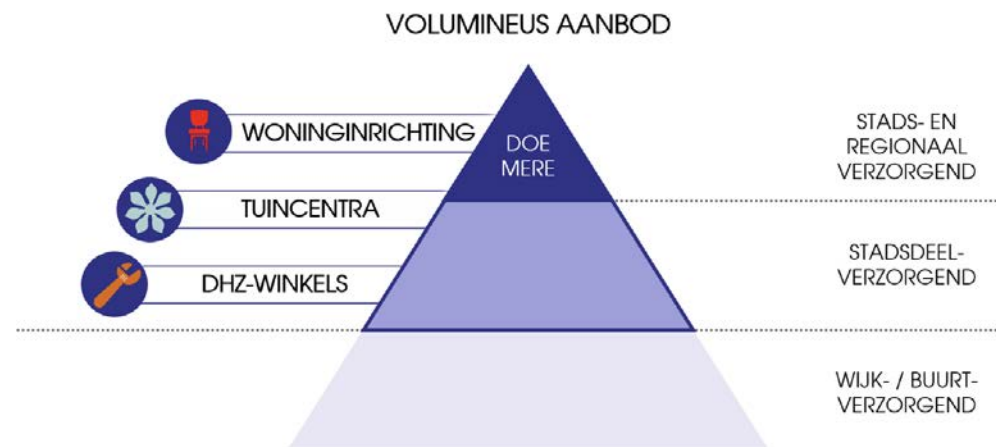 VOLUMINEUS AANBOD
WONINGINRICHTING
TUINCENTRA
DHZ-WINKELS
DOE
MERE
STADS- EN
REGIONAAL
VERZORGEND
STADSDEEL-
VERZORGEND
WIJK- / BUURT-
VERZORGEND